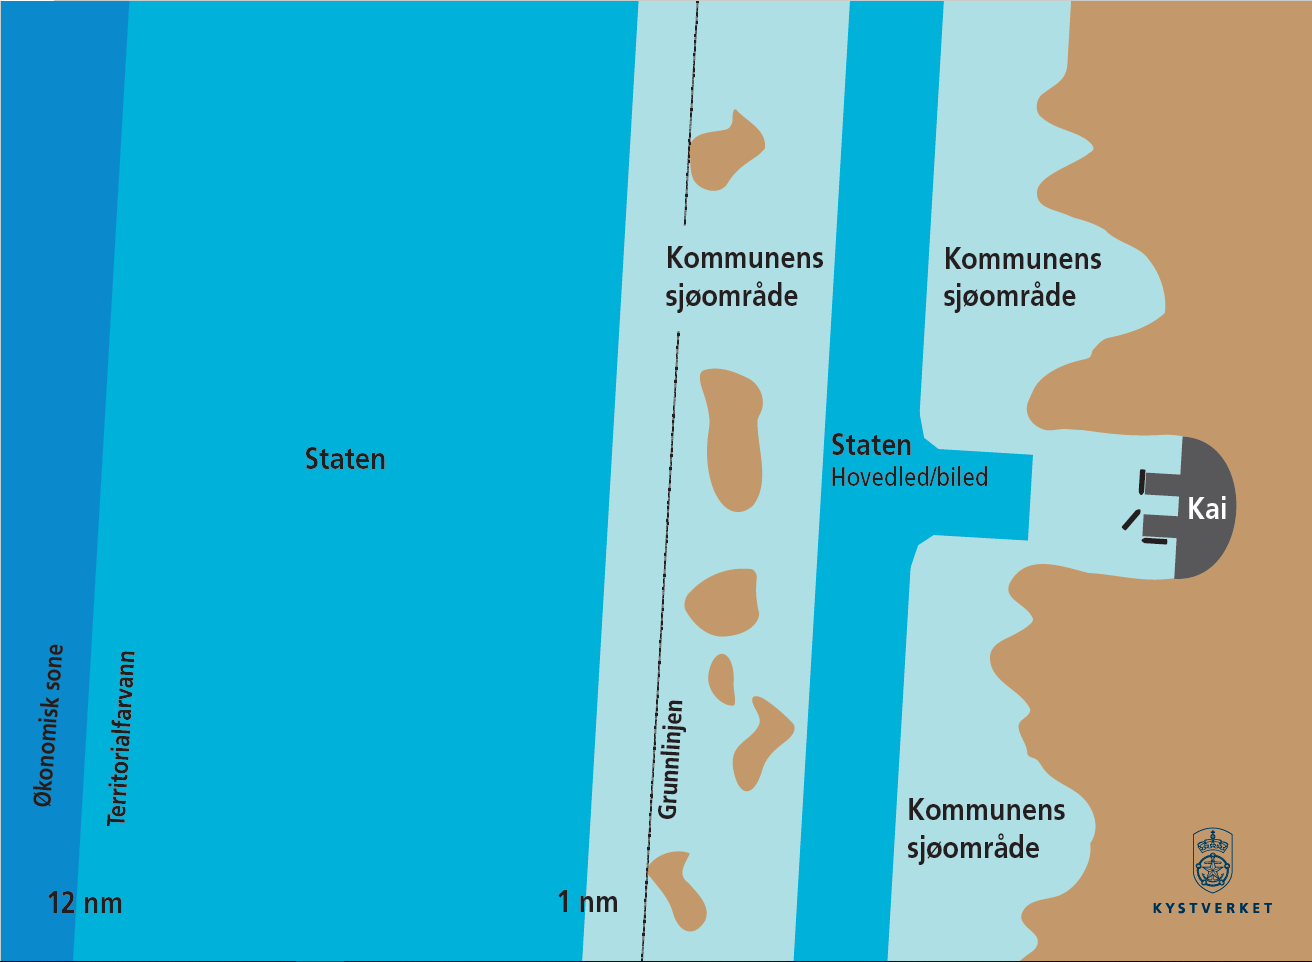 Kommunens
sjøområde
Kommunens
sjøområde
Staten
Staten
Hovedled/biled
Kai
Økonomisk sone
Territorialfarvann
Grunnlinjen
Kommunens
sjøområde
12 nm
1 nm
KYSTVERKET